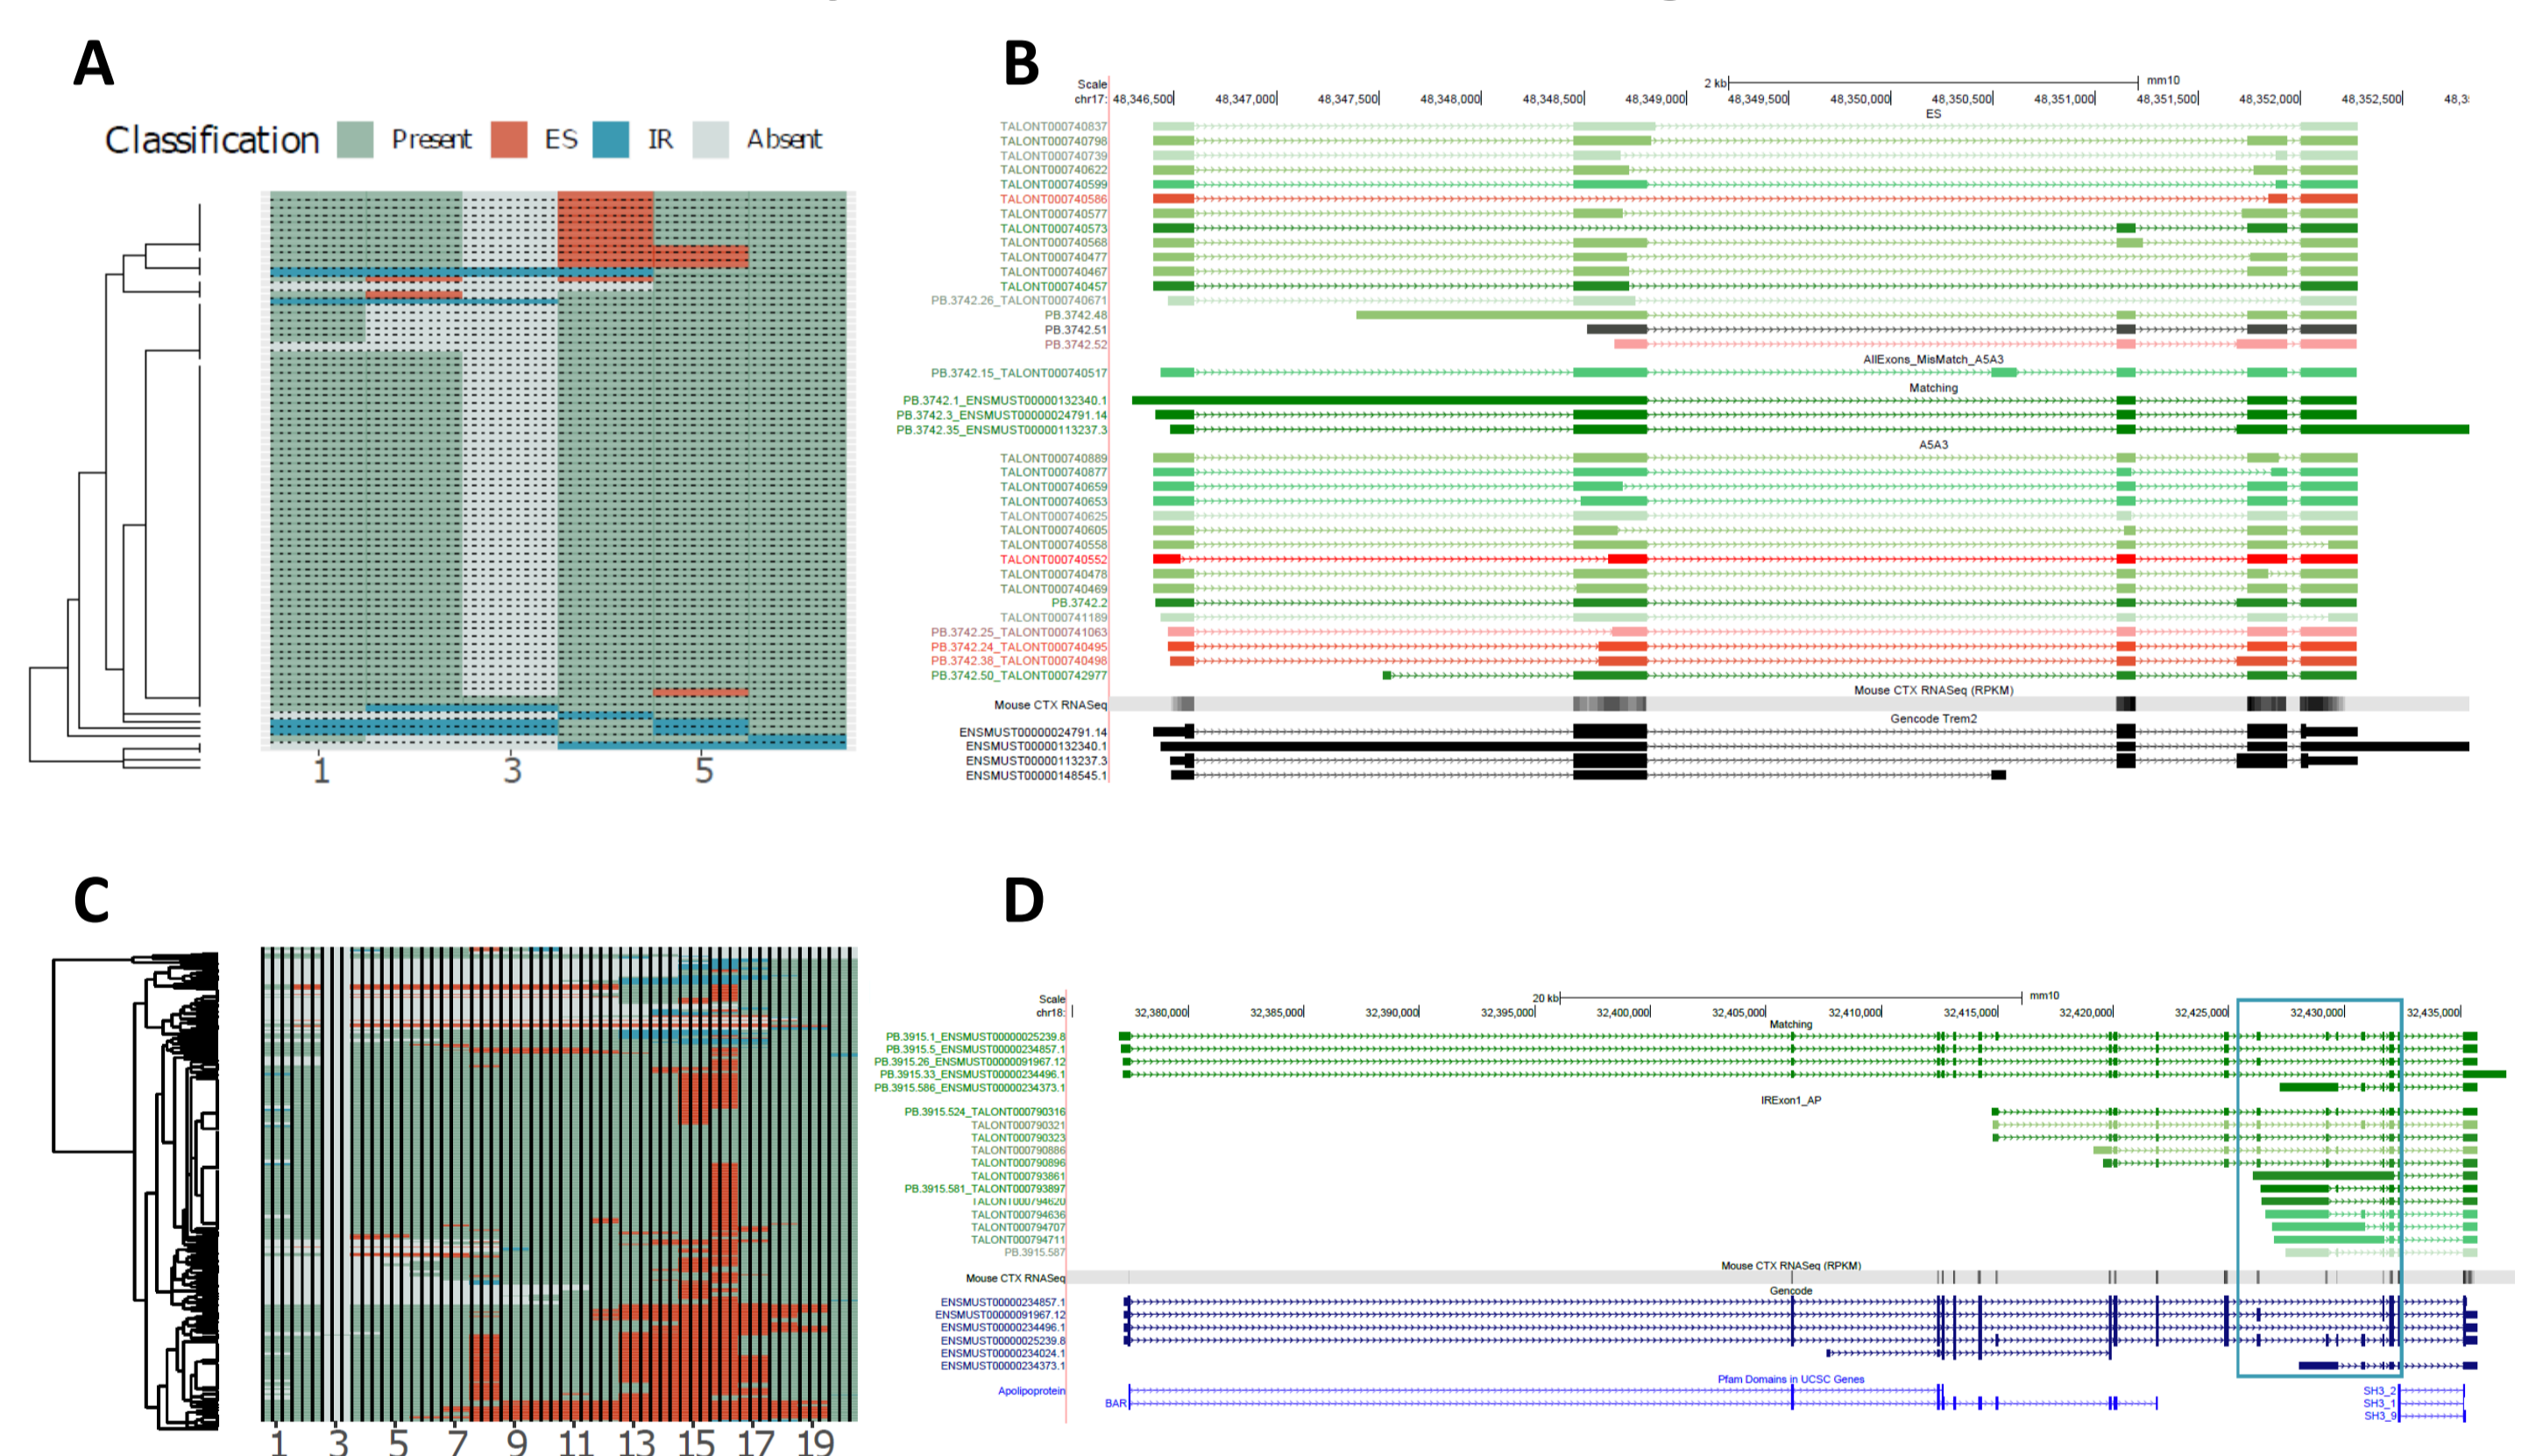 A
Classification Present ES IR Absent
1 3 5
B
Scale 2 kb mm10
chr17: 48,346,500 48,347,000 48,347,500 48,348,000 48,348,500 48,349,000 48,349,500 48,350,000 48,350,500 48,351,000 48,351,500 48,352,000 48,352,500
ES
TALONT000740837
TALONT000740798
TALONT000740739
TALONT000740622
TALONT000740599
TALONT000740586
TALONT000740577
TALONT000740573
TALONT000740568
TALONT000740477
TALONT000740467
TALONT000740457
PB.3742.26_TALONT000740671
PB.3742.48
PB.3742.51
PB.3742.52
AllExons_MisMatch_A5A3
PB.3742.15_TALONT000740517
Matching
PB.3742.1_ENSMUST00000132340.1
PB.3742.3_ENSMUST00000024791.14
PB.3742.35_ENSMUST00000113237.3
A5A3
TALONT000740889
TALONT000740877
TALONT000740659
TALONT000740653
TALONT000740625
TALONT000740605
TALONT000740558
TALONT000740552
TALONT000740478
TALONT000740469
PB.3742.2
TALONT000741189
PB.3742.25_TALONT000741063
PB.3742.24_TALONT000740495
PB.3742.38_TALONT000740498
PB.3742.50_TALONT000742977
Mouse CTX RNASeq (RPKM)
Mouse CTX RNASeq
Gencode Trem2
ENSMUST00000024791.14
ENSMUST00000132340.1
ENSMUST00000113237.3
ENSMUST00000148545.1
C
1 3 5 7 9 11 13 15 17 19
D
Scale 20 kb mm10
chr18: 32,380,000 32,385,000 32,390,000 32,395,000 32,400,000 32,405,000 32,410,000 32,415,000 32,420,000 32,425,000 32,430,000 32,435,000
Matching
PB.3915.1_ENSMUST00000025239.8
PB.3915.5_ENSMUST00000234857.1
PB.3915.26_ENSMUST00000091967.12
PB.3915.33_ENSMUST00000234496.1
PB.3915.586_ENSMUST00000234373.1
IRExon1_AP
PB.3915.524_TALONT000790316
TALONT000790321
TALONT000790323
TALONT000790886
TALONT000790896
TALONT000793861
PB.3915.581_TALONT000793897
TALONT000794620
TALONT000794636
TALONT000794707
TALONT000794711
PB.3915.587
Mouse CTX RNASeq (RPKM)
Mouse CTX RNASeq
Gencode
ENSMUST00000234857.1
ENSMUST00000091967.12
ENSMUST00000234496.1
ENSMUST00000025239.8
ENSMUST00000234024.1
ENSMUST00000234373.1
Pfam Domains in UCSC Genes
Apolipoprotein SH3_2
BAR SH3_1
SH3_9